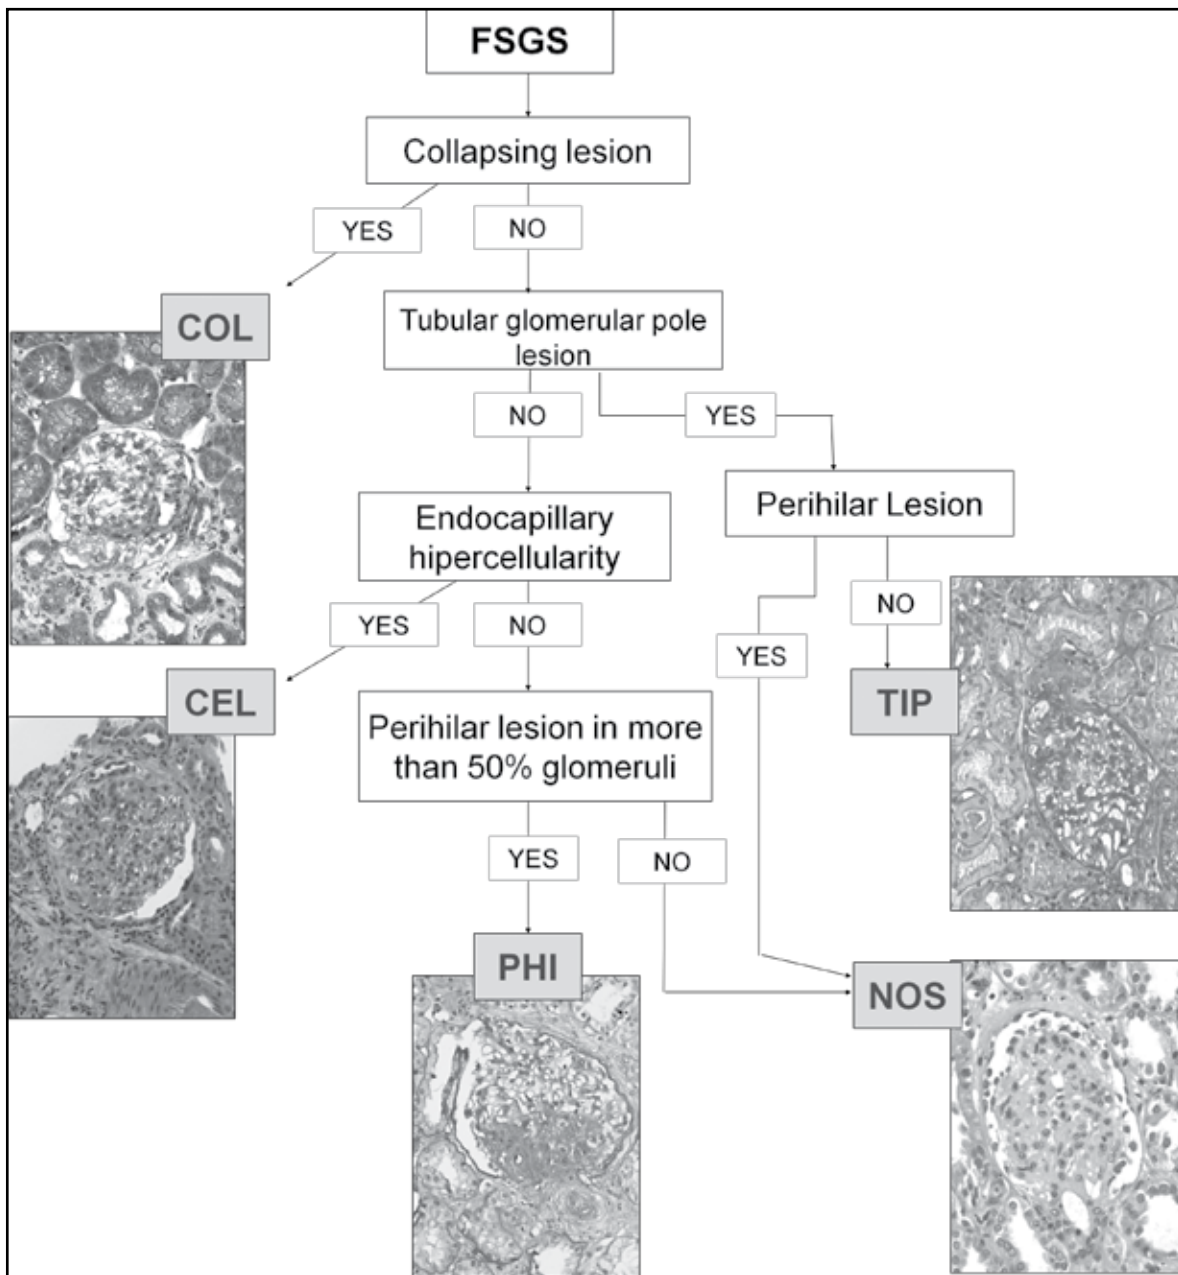 FSGS
Collapsing lesion
YES
NO
COL
Tubular glomerular pole
lesion
NO
YES
Endocapillary
hipercellularity
Perihilar Lesion
YES
NO
YES
NO
CEL
TIP
Perihilar lesion in more
than 50% glomeruli
YES
NO
PHI
NOS